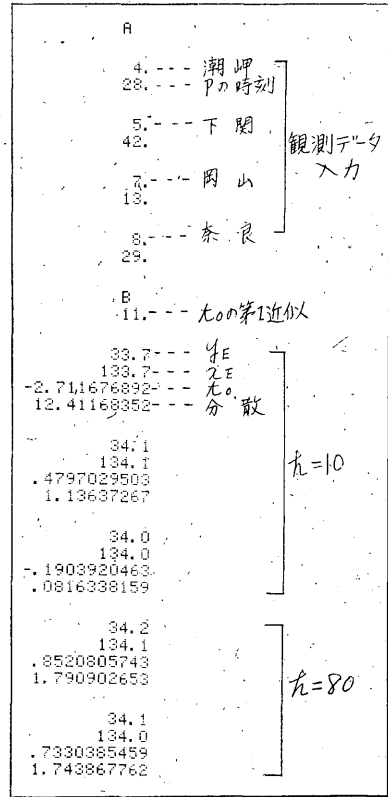 A
4.--- 潮岬
28.--- Pの時刻
5.--- 下関
42.
7.--- 岡山
13.
8.--- 奈良
29.
観測データ
入力
B
11.--- t₀の第1近似
33.7--- yE
133.7--- xE
-2.711676892--- t₀
12.41168352--- 分散
34.1
134.1
.4797029503
1.13637267
34.0
134.0
-.1903920463
.0816338159
h=10
34.2
134.1
.8520805743
1.790902653
34.1
134.0
.7330385459
1.743867762
h=80